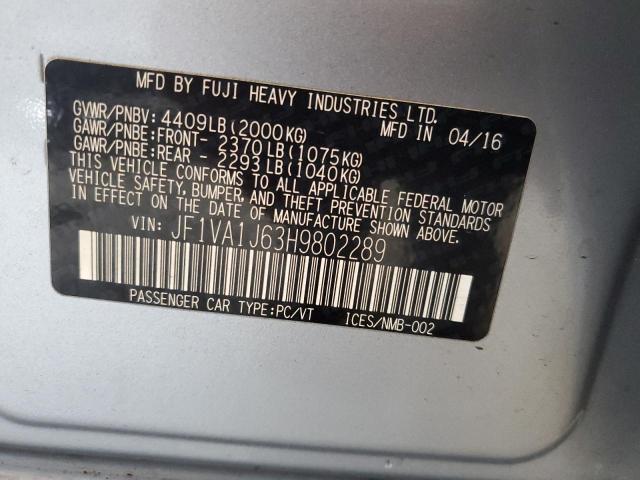 MFD BY FUJI HEAVY INDUSTRIES LTD.
GVWR/PNBV: 4409LB(2000KG) MFD IN 04/16
GAWR/PNBE:FRONT- 2370LB(1075KG)
GAWR/PNBE:REAR - 2293LB(1040KG)
THIS VEHICLE CONFORMS TO ALL APPLICABLE FEDERAL MOTOR
VEHICLE SAFETY, BUMPER, AND THEFT PREVENTION STANDARDS
IN EFFECT ON THE DATE OF MANUFACTURE SHOWN ABOVE.
VIN: JF1VA1J63H9802289
PASSENGER CAR TYPE:PC/VT ICES/NMB-002